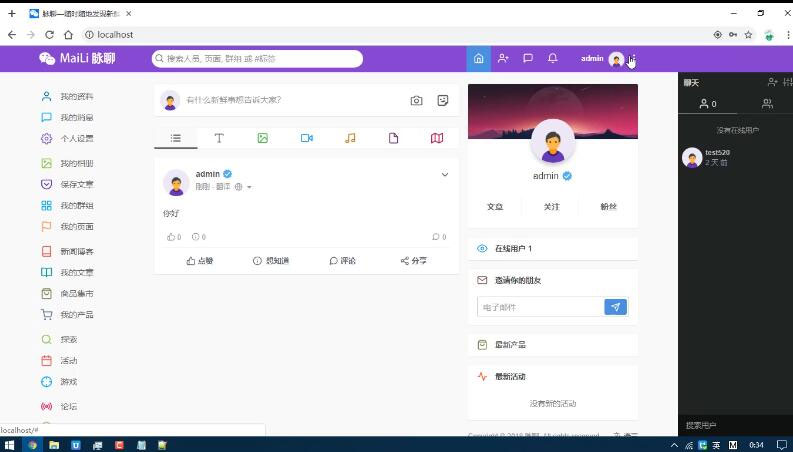 脉聊—随时随地发现新
localhost
MaiLi 脉聊
搜索人员, 页面, 群组 或 #标签
admin
我的资料
我的消息
个人设置
我的相册
保存文章
我的群组
我的页面
新闻博客
我的文章
商品集市
我的产品
探索
活动
游戏
论坛
有什么新鲜事想告诉大家?
admin
刚刚 - 翻译
你好
0
0
0
点赞
想知道
评论
分享
admin
文章
关注
粉丝
在线用户 1
邀请你的朋友
电子邮件
最新产品
最新活动
没有新的活动
Copyright © 2018 脉聊. All rights reserved.
语言
聊天
0
没有在线用户
test520
2 天 前
搜索用户
localhost/#
英
M
0:34